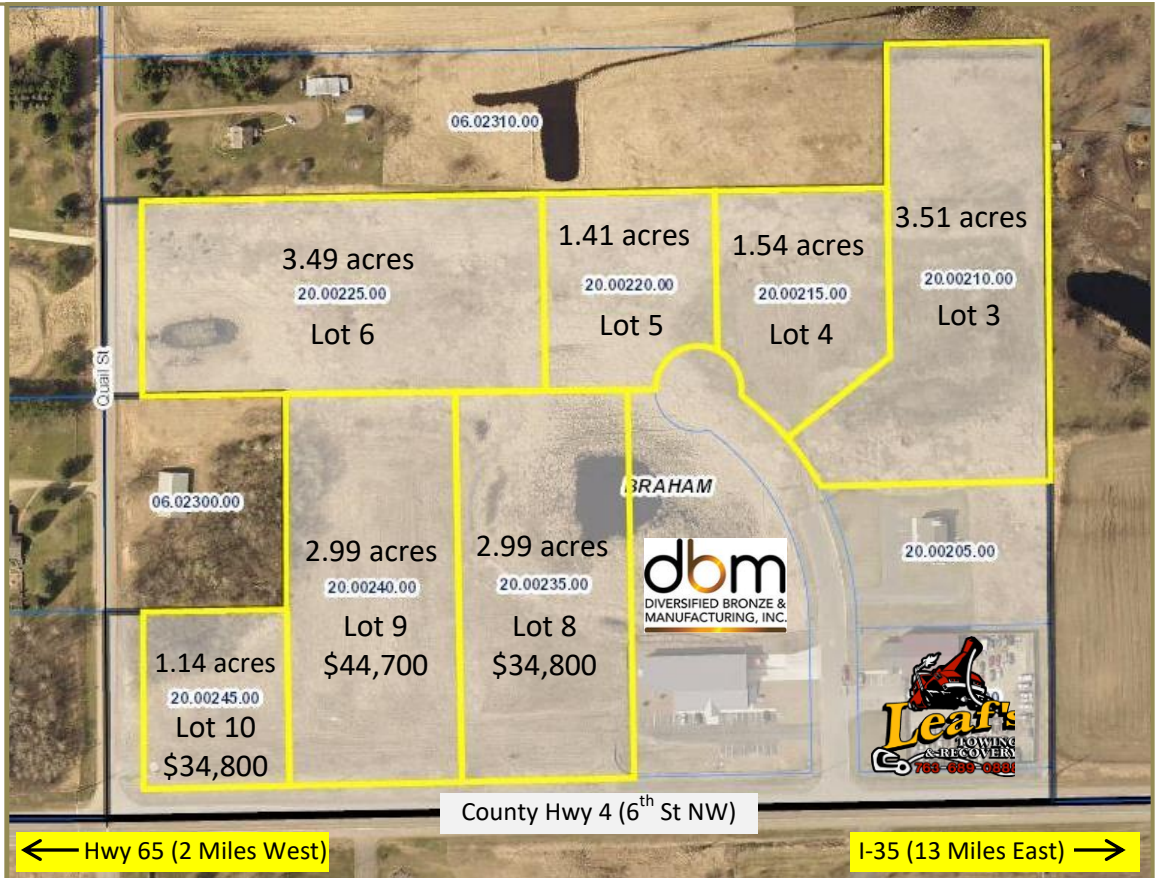 06.02310.00
3.49 acres
20.00225.00
Lot 6
1.41 acres
20.00220.00
Lot 5
1.54 acres
20.00215.00
Lot 4
3.51 acres
20.00210.00
Lot 3
Quail St
06.02300.00
2.99 acres
20.00240.00
Lot 9
$44,700
2.99 acres
20.00235.00
Lot 8
$34,800
BRAHAM
dbm
DIVERSIFIED BRONZE &
MANUFACTURING, INC.
20.00205.00
1.14 acres
20.00245.00
Lot 10
$34,800
Leaf's
TOWING
& RECOVERY
763-689-0888
County Hwy 4 (6th St NW)
Hwy 65 (2 Miles West)
I-35 (13 Miles East)